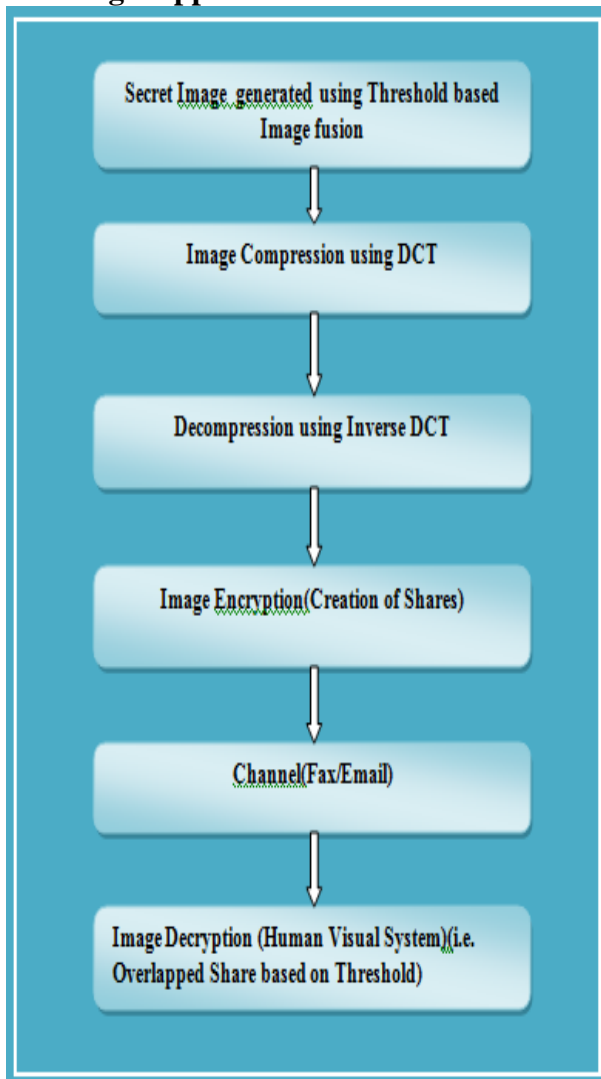 Secret Image generated using Threshold based
Image fusion
Image Compression using DCT
Decompression using Inverse DCT
Image Encryption(Creation of Shares)
Channel(Fax/Email)
Image Decryption (Human Visual System)(i.e.
Overlapped Share based on Threshold)